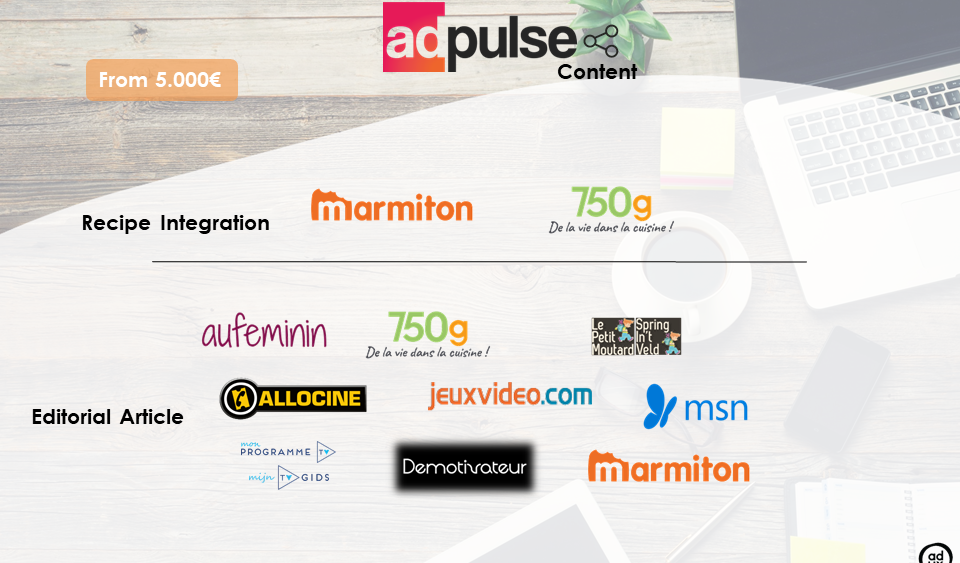 adpulse
Content
From 5.000€
marmiton
750g
De la vie dans la cuisine !
Recipe Integration
aufeminin
750g
De la vie dans la cuisine !
Le Petit Moutard
Spring In't Veld
ALLOCINE
jeuxvideo.com
msn
Editorial Article
mon PROGRAMME TV
mijn TV GIDS
Demotivateur
marmiton
ad